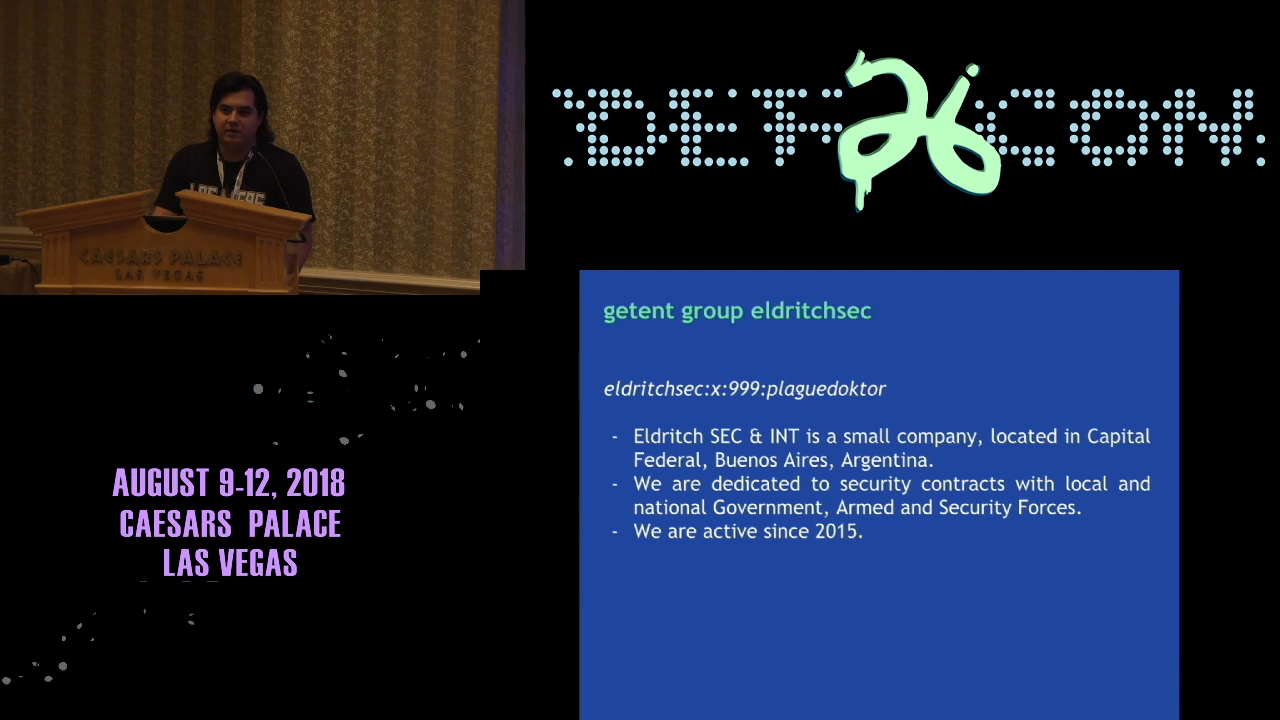 DEF CON
26
CAESARS PALACE
LAS VEGAS
getent group eldritchsec
eldritchsec:x:999:plaguedoktor
- Eldritch SEC & INT is a small company, located in Capital
Federal, Buenos Aires, Argentina.
- We are dedicated to security contracts with local and
national Government, Armed and Security Forces.
- We are active since 2015.
AUGUST 9-12, 2018
CAESARS PALACE
LAS VEGAS